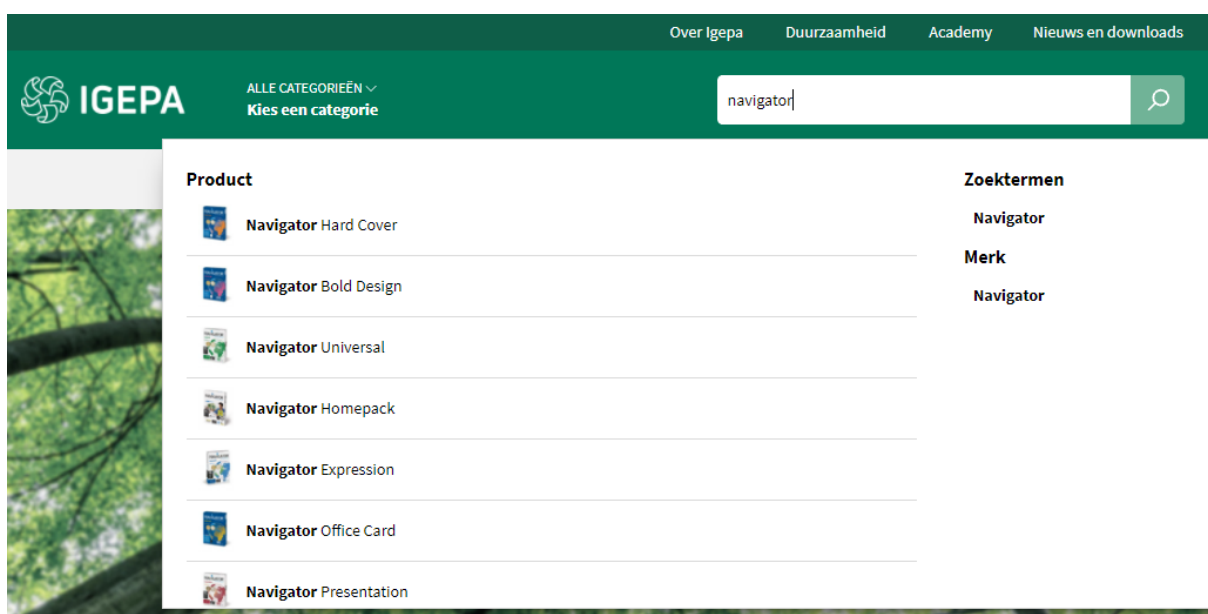 Over Igepa Duurzaamheid Academy Nieuws en downloads
IGEPA
ALLE CATEGORIEËN
Kies een categorie
navigator
Product
Navigator Hard Cover
Navigator Bold Design
Navigator Universal
Navigator Homepack
Navigator Expression
Navigator Office Card
Navigator Presentation
Zoektermen
Navigator
Merk
Navigator